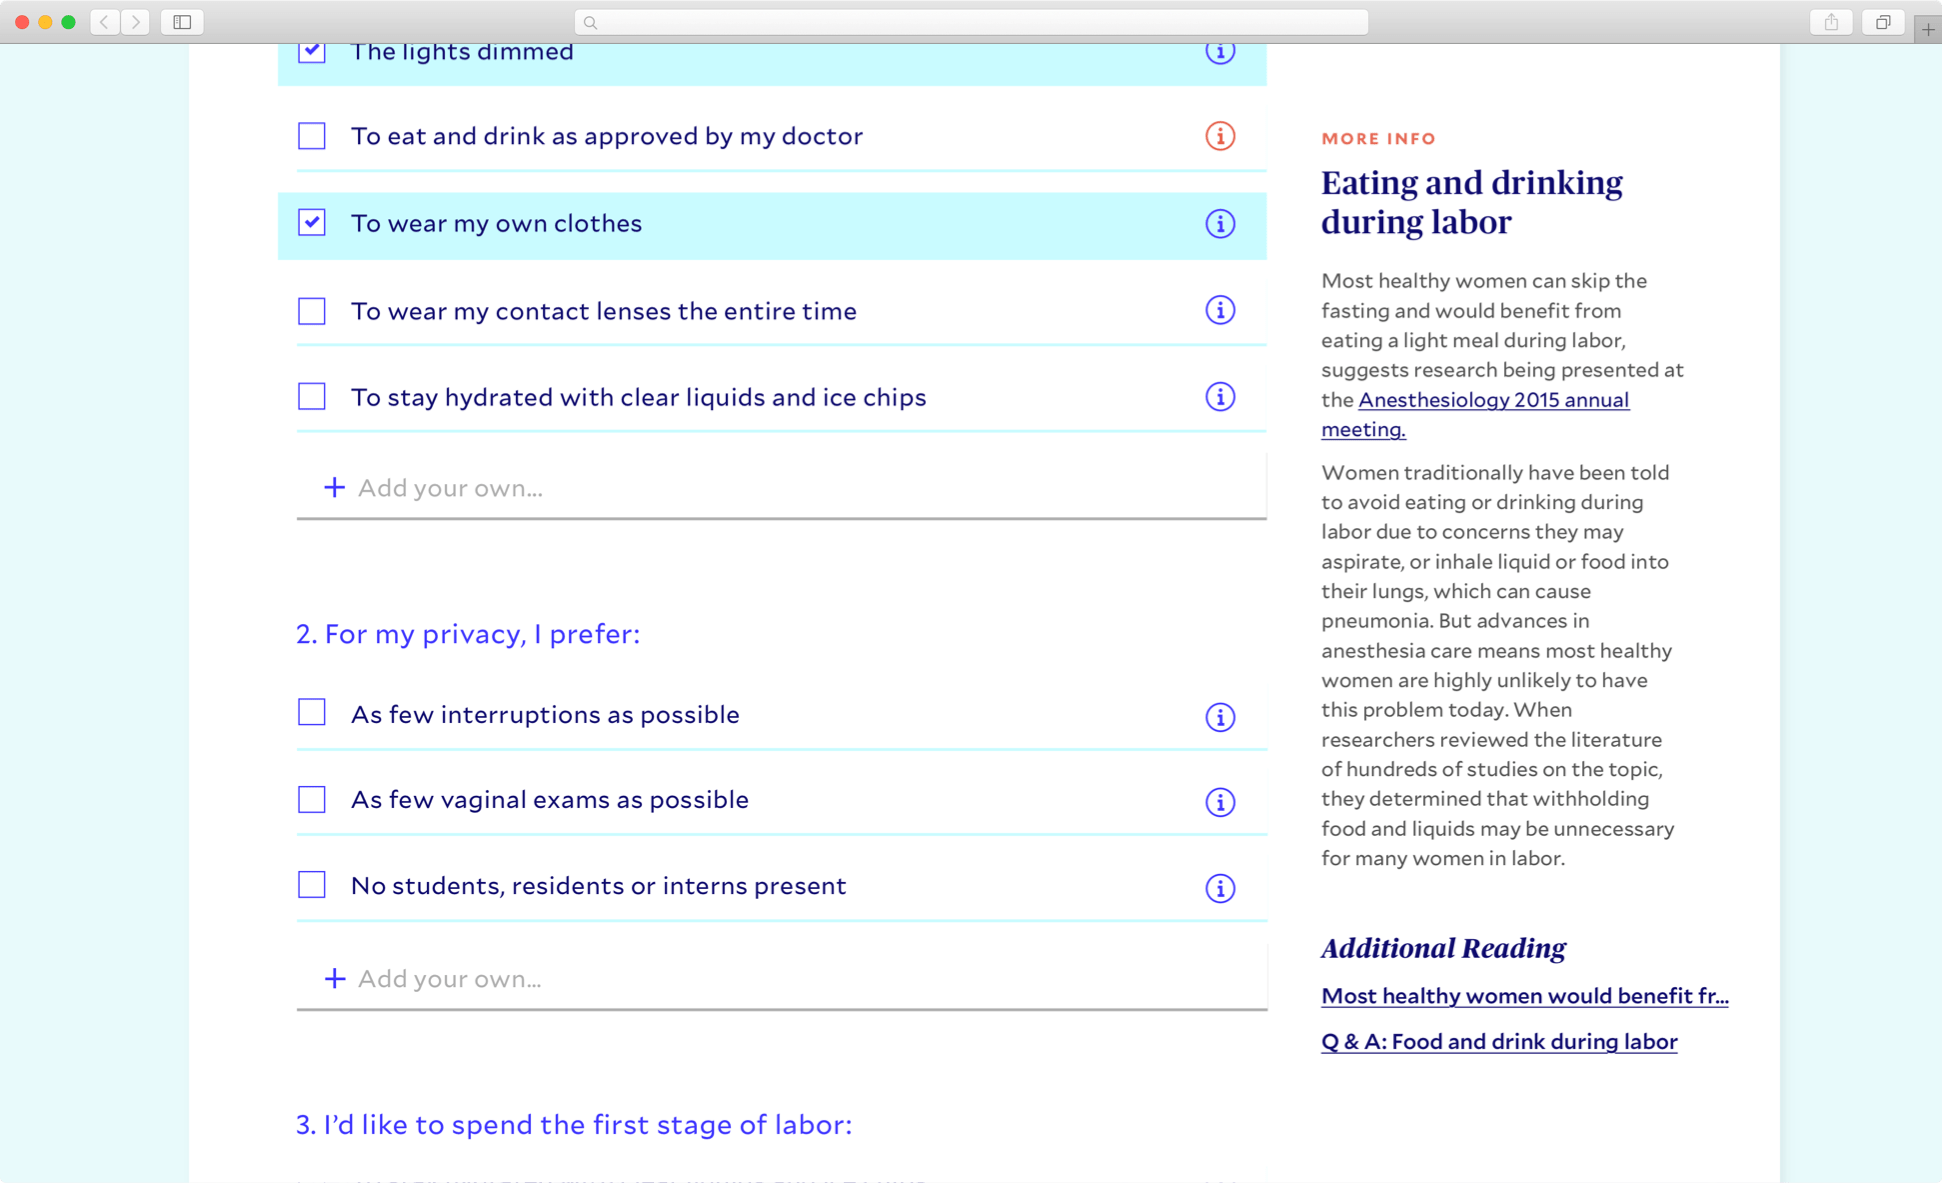 The lights dimmed
To eat and drink as approved by my doctor
To wear my own clothes
To wear my contact lenses the entire time
To stay hydrated with clear liquids and ice chips
+ Add your own...
2. For my privacy, I prefer:
As few interruptions as possible
As few vaginal exams as possible
No students, residents or interns present
+ Add your own...
3. I’d like to spend the first stage of labor:
MORE INFO
Eating and drinking
during labor
Most healthy women can skip the
fasting and would benefit from
eating a light meal during labor,
suggests research being presented at
the Anesthesiology 2015 annual
meeting.
Women traditionally have been told
to avoid eating or drinking during
labor due to concerns they may
aspirate, or inhale liquid or food into
their lungs, which can cause
pneumonia. But advances in
anesthesia care means most healthy
women are highly unlikely to have
this problem today. When
researchers reviewed the literature
of hundreds of studies on the topic,
they determined that withholding
food and liquids may be unnecessary
for many women in labor.
Additional Reading
Most healthy women would benefit fr...
Q & A: Food and drink during labor